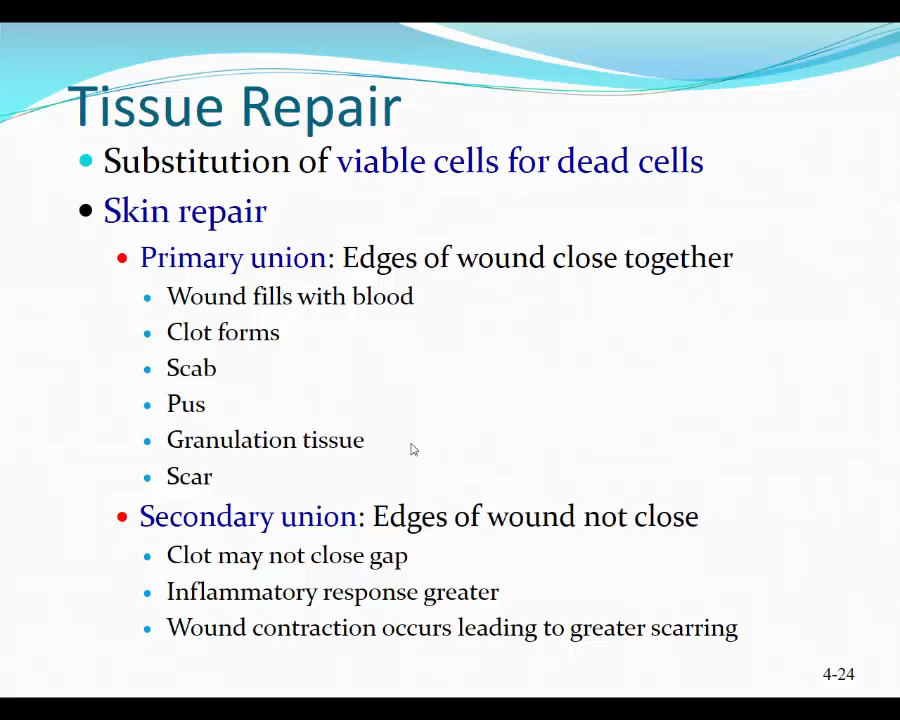 Tissue Repair
Substitution of viable cells for dead cells
Skin repair
Primary union: Edges of wound close together
Wound fills with blood
Clot forms
Scab
Pus
Granulation tissue
Scar
Secondary union: Edges of wound not close
Clot may not close gap
Inflammatory response greater
Wound contraction occurs leading to greater scarring
4-24